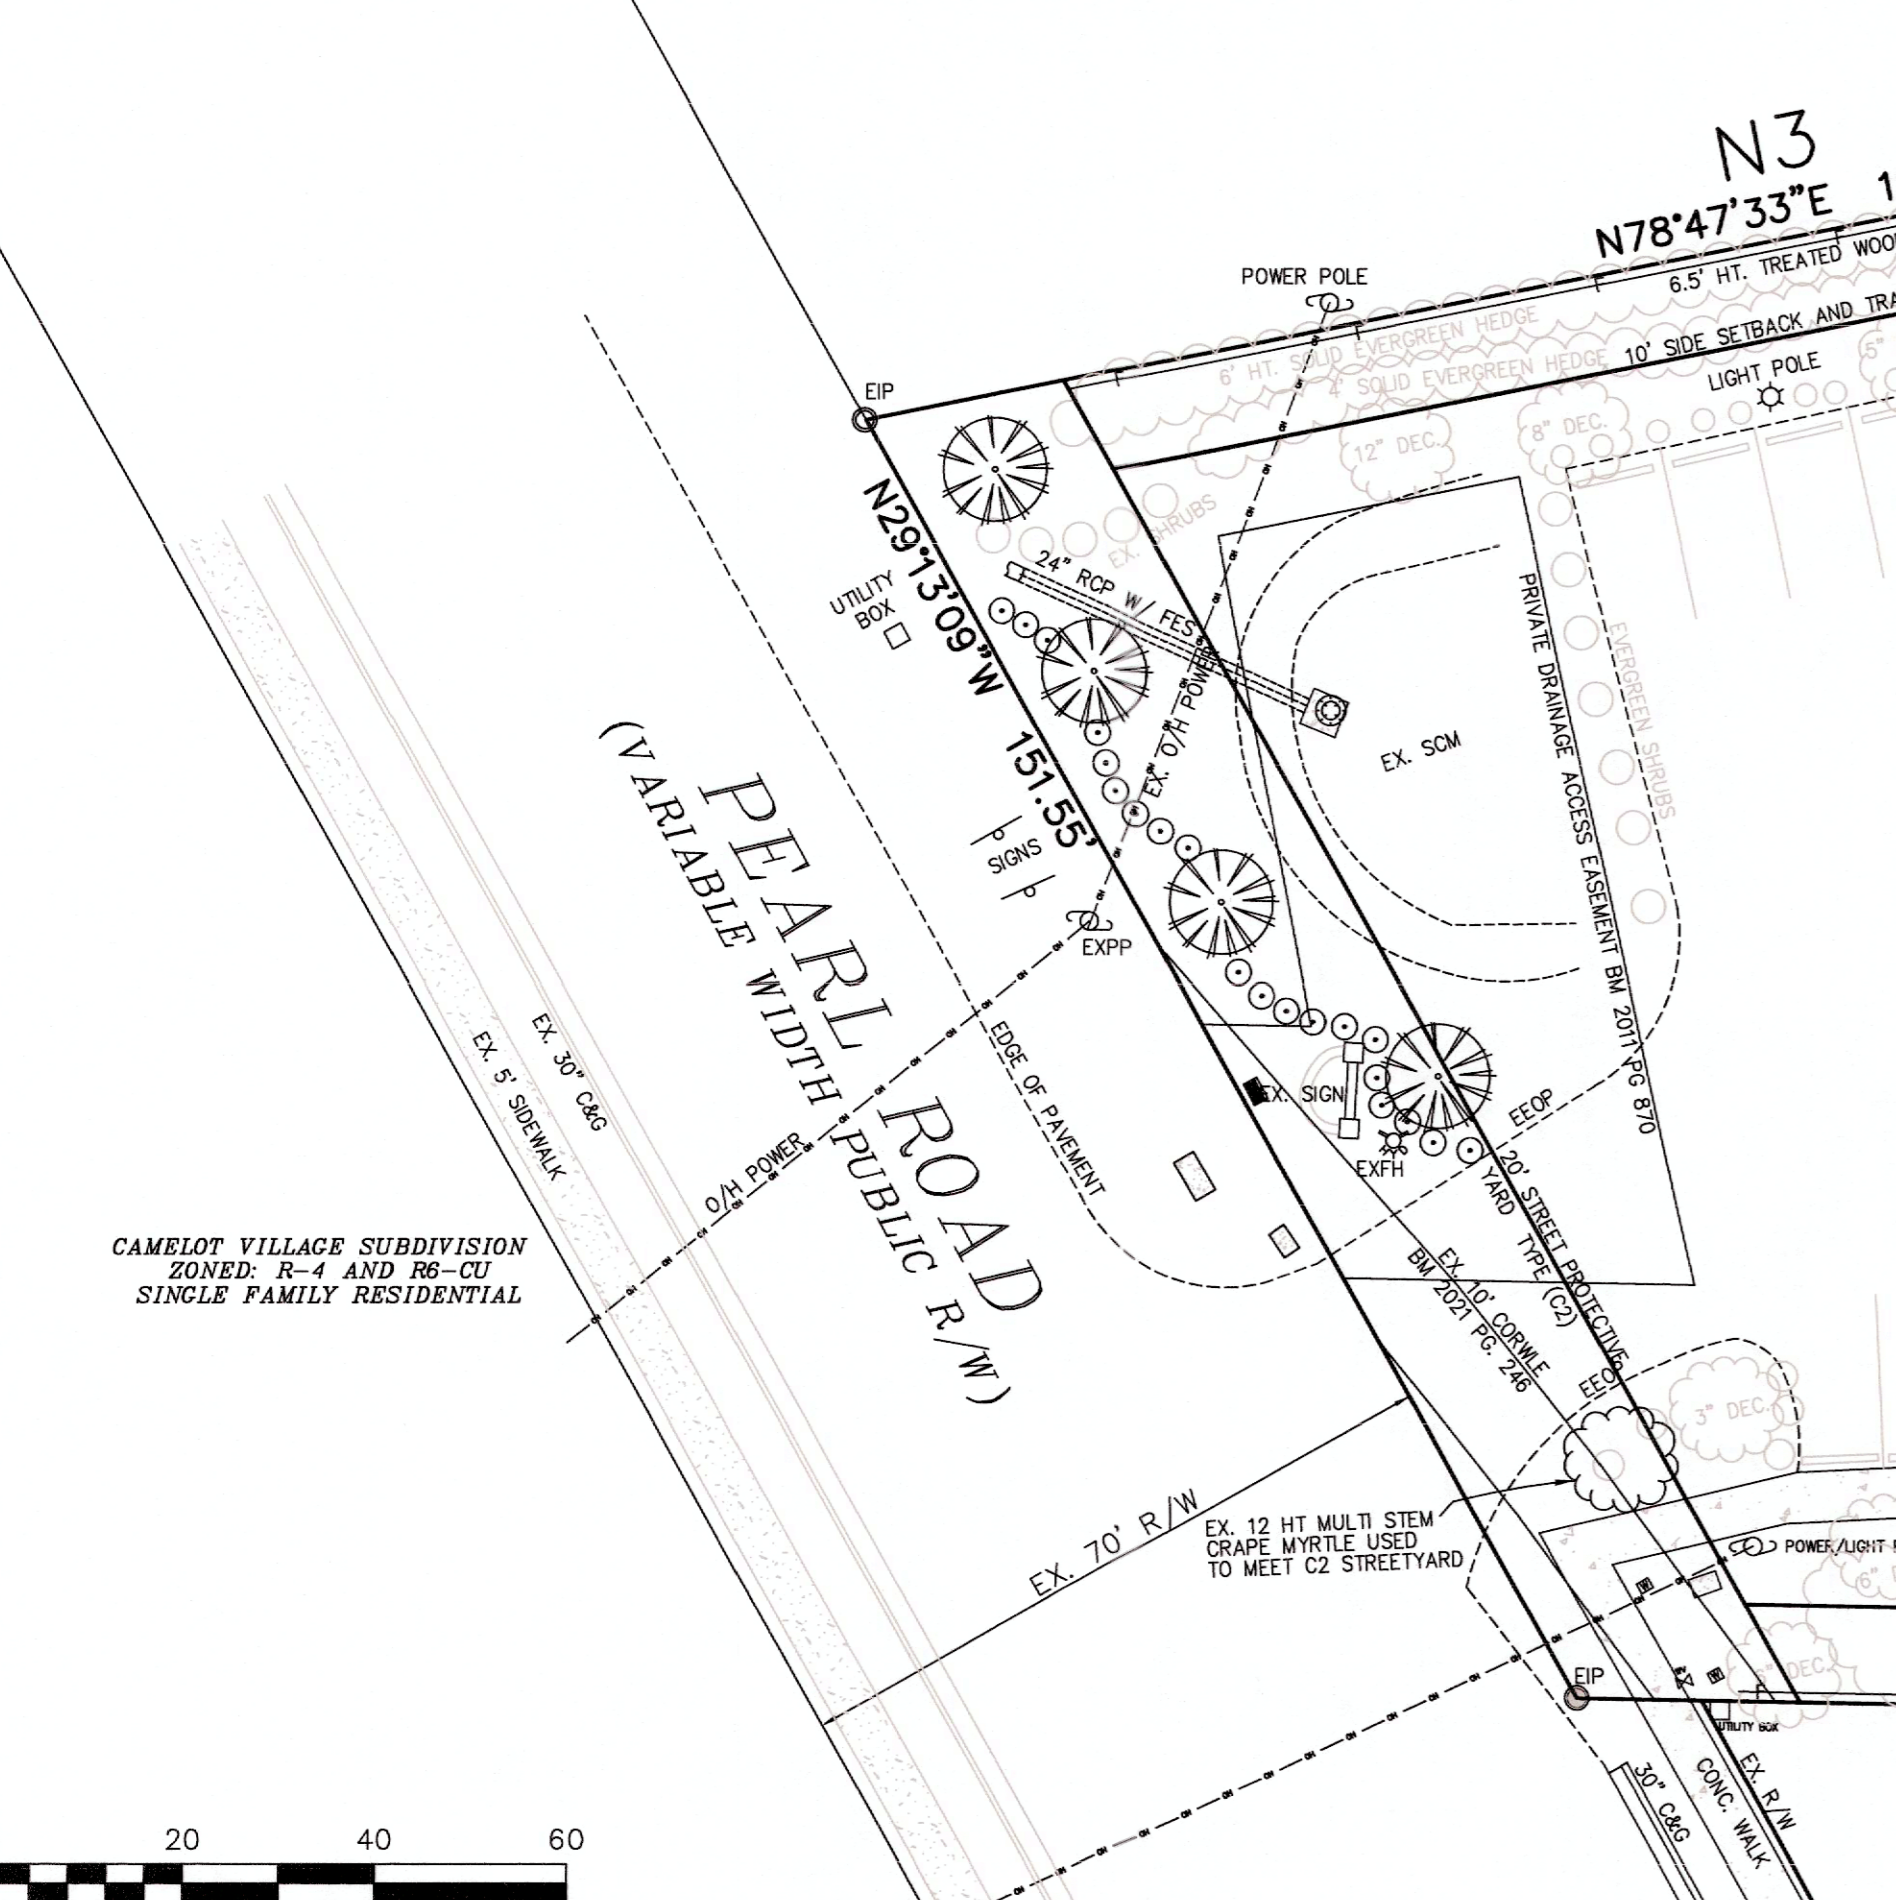 N3
N78°47'33"E 1
6.5' HT. TREATED WOO
POWER POLE
6' HT. SOLID EVERGREEN HEDGE
4' SOLID EVERGREEN HEDGE
10' SIDE SETBACK AND TRA
LIGHT POLE
5"
EIP
12" DEC.
8" DEC.
EX. SHRUBS
N29°13'09"W 151.55'
24" RCP W/ FES
UTILITY
BOX
EX. O/H POWER
EX. SCM
PRIVATE DRAINAGE ACCESS EASEMENT BM 2011 PG 870
EVERGREEN SHRUBS
SIGNS
EXPP
PEARL ROAD
(VARIABLE WIDTH PUBLIC R/W)
EDGE OF PAVEMENT
EX. 30" C&G
EX. 5' SIDEWALK
O/H POWER
EX. SIGN
EXFH
EEOP
20' STREET PROTECTIVE
YARD TYPE (C2)
CAMELOT VILLAGE SUBDIVISION
ZONED: R-4 AND R6-CU
SINGLE FAMILY RESIDENTIAL
EX. 10' CORWLE
BM 2021 PG. 246
EEOP
3" DEC.
EX. 70' R/W
EX. 12 HT MULTI STEM
CRAPE MYRTLE USED
TO MEET C2 STREETYARD
POWER/LIGHT
6"
W
EIP
W
6" DEC.
UTILITY BOX
EX. R/W
CONC. WALK
30" C&G
20 40 60